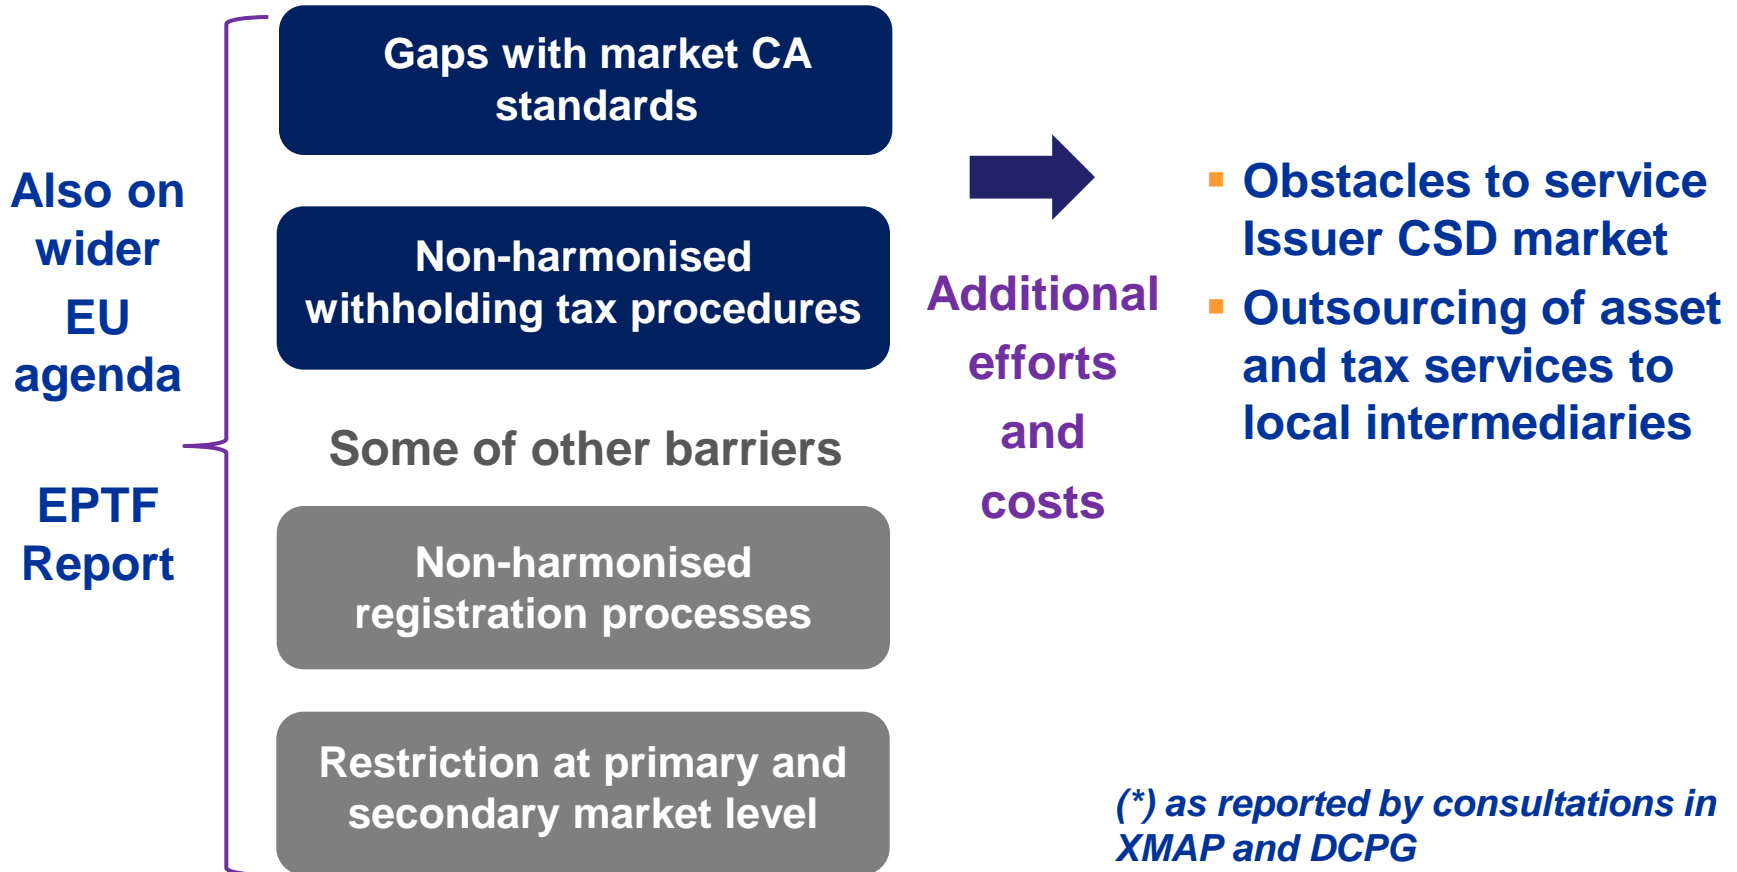 Also on
wider
EU
agenda
EPTF
Report
Gaps with market CA
standards
Non-harmonised
withholding tax procedures
Some of other barriers
Non-harmonised
registration processes
Restriction at primary and
secondary market level
Additional
efforts
and
costs
▪ Obstacles to service
Issuer CSD market
▪ Outsourcing of asset
and tax services to
local intermediaries
(*) as reported by consultations in
XMAP and DCPG